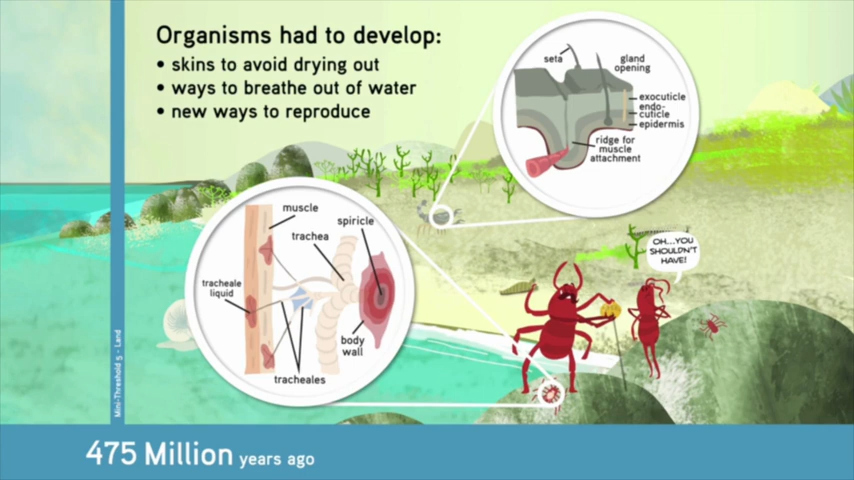 Organisms had to develop:
• skins to avoid drying out
• ways to breathe out of water
• new ways to reproduce
seta
gland
opening
exocuticle
endo-
cuticle
epidermis
ridge for
muscle
attachment
muscle
spiricle
trachea
tracheale
liquid
body
wall
tracheales
OH...YOU
SHOULDN'T
HAVE!
Mini-Threshold 5 - Land
475 Million years ago